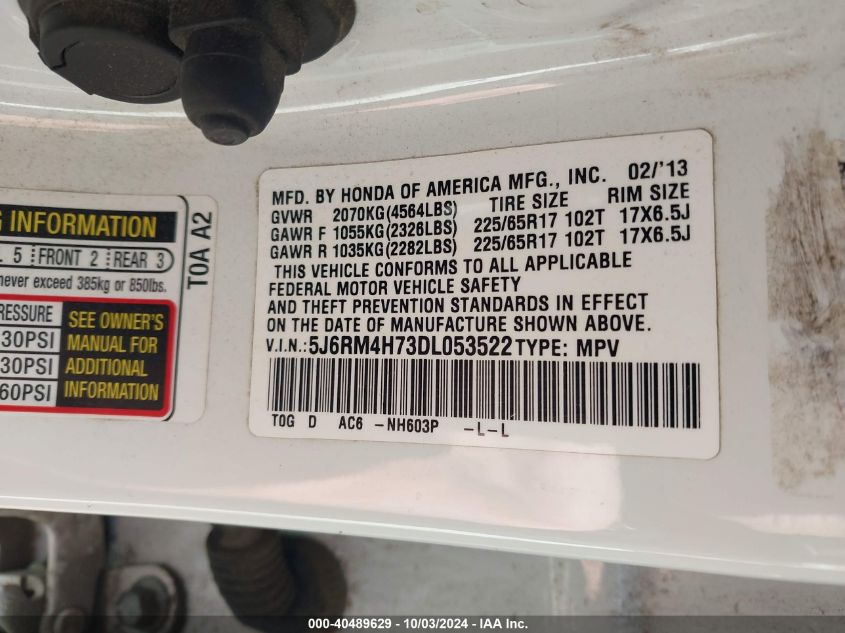 MFD. BY HONDA OF AMERICA MFG., INC. 02/'13
GVWR 2070KG(4564LBS) TIRE SIZE RIM SIZE
GAWR F 1055KG(2326LBS) 225/65R17 102T 17X6.5J
GAWR R 1035KG(2282LBS) 225/65R17 102T 17X6.5J
THIS VEHICLE CONFORMS TO ALL APPLICABLE
FEDERAL MOTOR VEHICLE SAFETY
AND THEFT PREVENTION STANDARDS IN EFFECT
ON THE DATE OF MANUFACTURE SHOWN ABOVE.
V.I.N.:5J6RM4H73DL053522 TYPE: MPV
T0G D AC6 -NH603P -L-L
INFORMATION
5 FRONT 2 REAR 3
never exceed 385kg or 850lbs.
PRESSURE
30PSI
30PSI
60PSI
SEE OWNER'S
MANUAL FOR
ADDITIONAL
INFORMATION
T0A A2
000-40489629 - 10/03/2024 - IAA Inc.